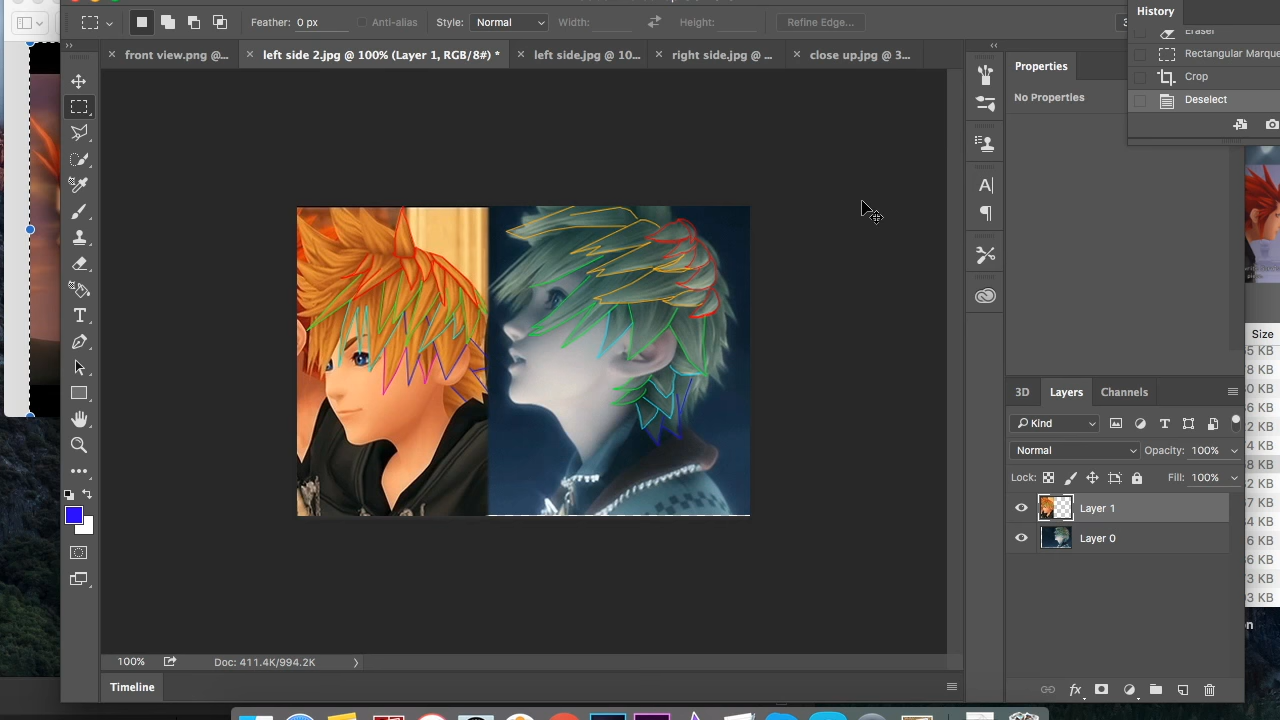 Feather: 0 px Anti-alias Style: Normal Width: Height: Refine Edge...
History
Eraser
Rectangular Marque
Crop
Deselect
front view.png @...
left side 2.jpg @ 100% (Layer 1, RGB/8#) *
left side.jpg @ 10...
right side.jpg @ ...
close up.jpg @ 3...
Properties
No Properties
3D Layers Channels
Kind
Normal Opacity: 100%
Lock: Fill: 100%
Layer 1
Layer 0
Size
100% Doc: 411.4K/994.2K
Timeline